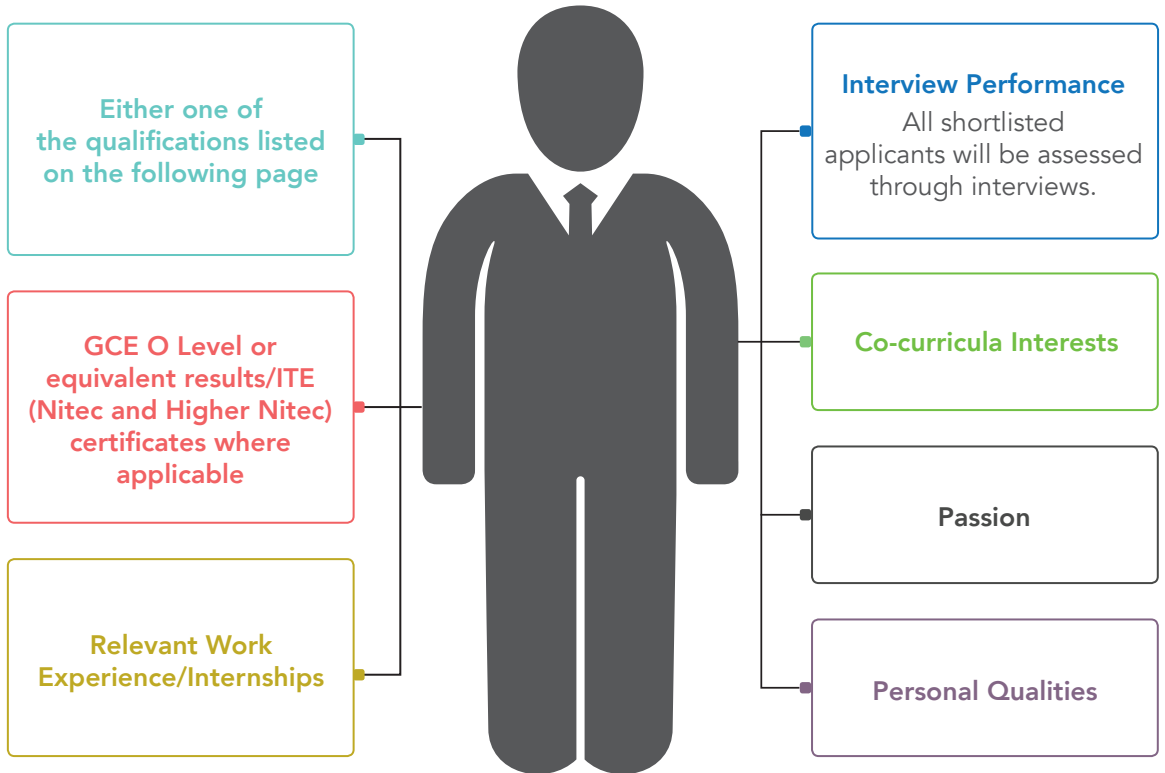 Either one of
the qualifications listed
on the following page
GCE O Level or
equivalent results/ITE
(Nitec and Higher Nitec)
certificates where
applicable
Relevant Work
Experience/Internships
Interview Performance
All shortlisted
applicants will be assessed
through interviews.
Co-curricula Interests
Passion
Personal Qualities